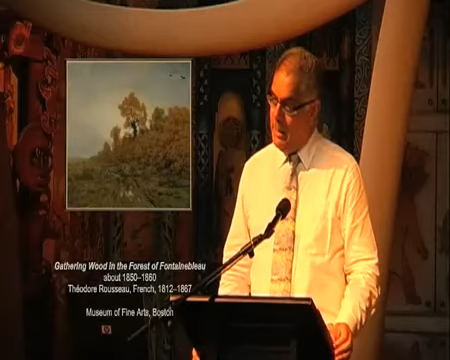 Gathering Wood in the Forest of Fontainebleau
about 1850–1860
Théodore Rousseau, French, 1812–1867
Museum of Fine Arts, Boston